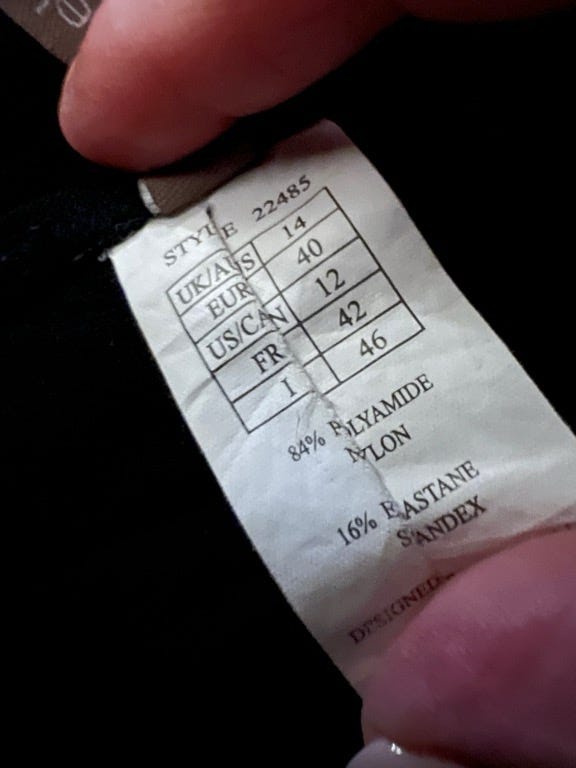 STYLE 22485
UK/AUS 14
EUR 40
US/CAN 12
FR 42
I 46
84% POLYAMIDE
NYLON
16% ELASTANE
SPANDEX
DESIGNED